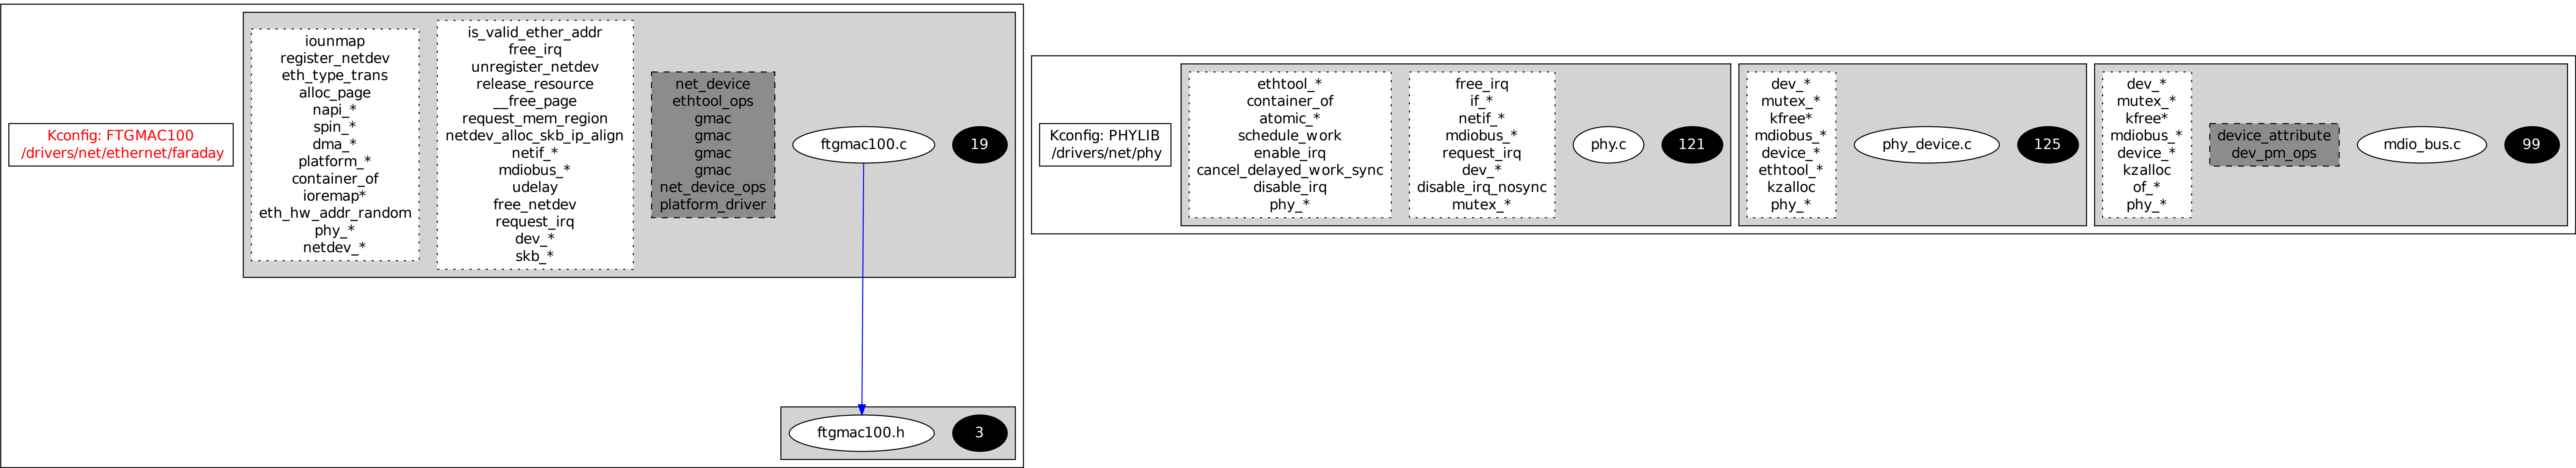 Kconfig: FTGMAC100
/drivers/net/ethernet/faraday
iounmap
register_netdev
eth_type_trans
alloc_page
napi_*
spin_*
dma_*
platform_*
container_of
ioremap*
eth_hw_addr_random
phy_*
netdev_*
is_valid_ether_addr
free_irq
unregister_netdev
release_resource
__free_page
request_mem_region
netdev_alloc_skb_ip_align
netif_*
mdiobus_*
udelay
free_netdev
request_irq
dev_*
skb_*
net_device
ethtool_ops
gmac
gmac
gmac
gmac
net_device_ops
platform_driver
ftgmac100.c
19
ftgmac100.h
3
Kconfig: PHYLIB
/drivers/net/phy
ethtool_*
container_of
atomic_*
schedule_work
enable_irq
cancel_delayed_work_sync
disable_irq
phy_*
free_irq
if_*
netif_*
mdiobus_*
request_irq
dev_*
disable_irq_nosync
mutex_*
phy.c
121
dev_*
mutex_*
kfree*
mdiobus_*
device_*
ethtool_*
kzalloc
phy_*
phy_device.c
125
dev_*
mutex_*
kfree*
mdiobus_*
device_*
kzalloc
of_*
phy_*
device_attribute
dev_pm_ops
mdio_bus.c
99